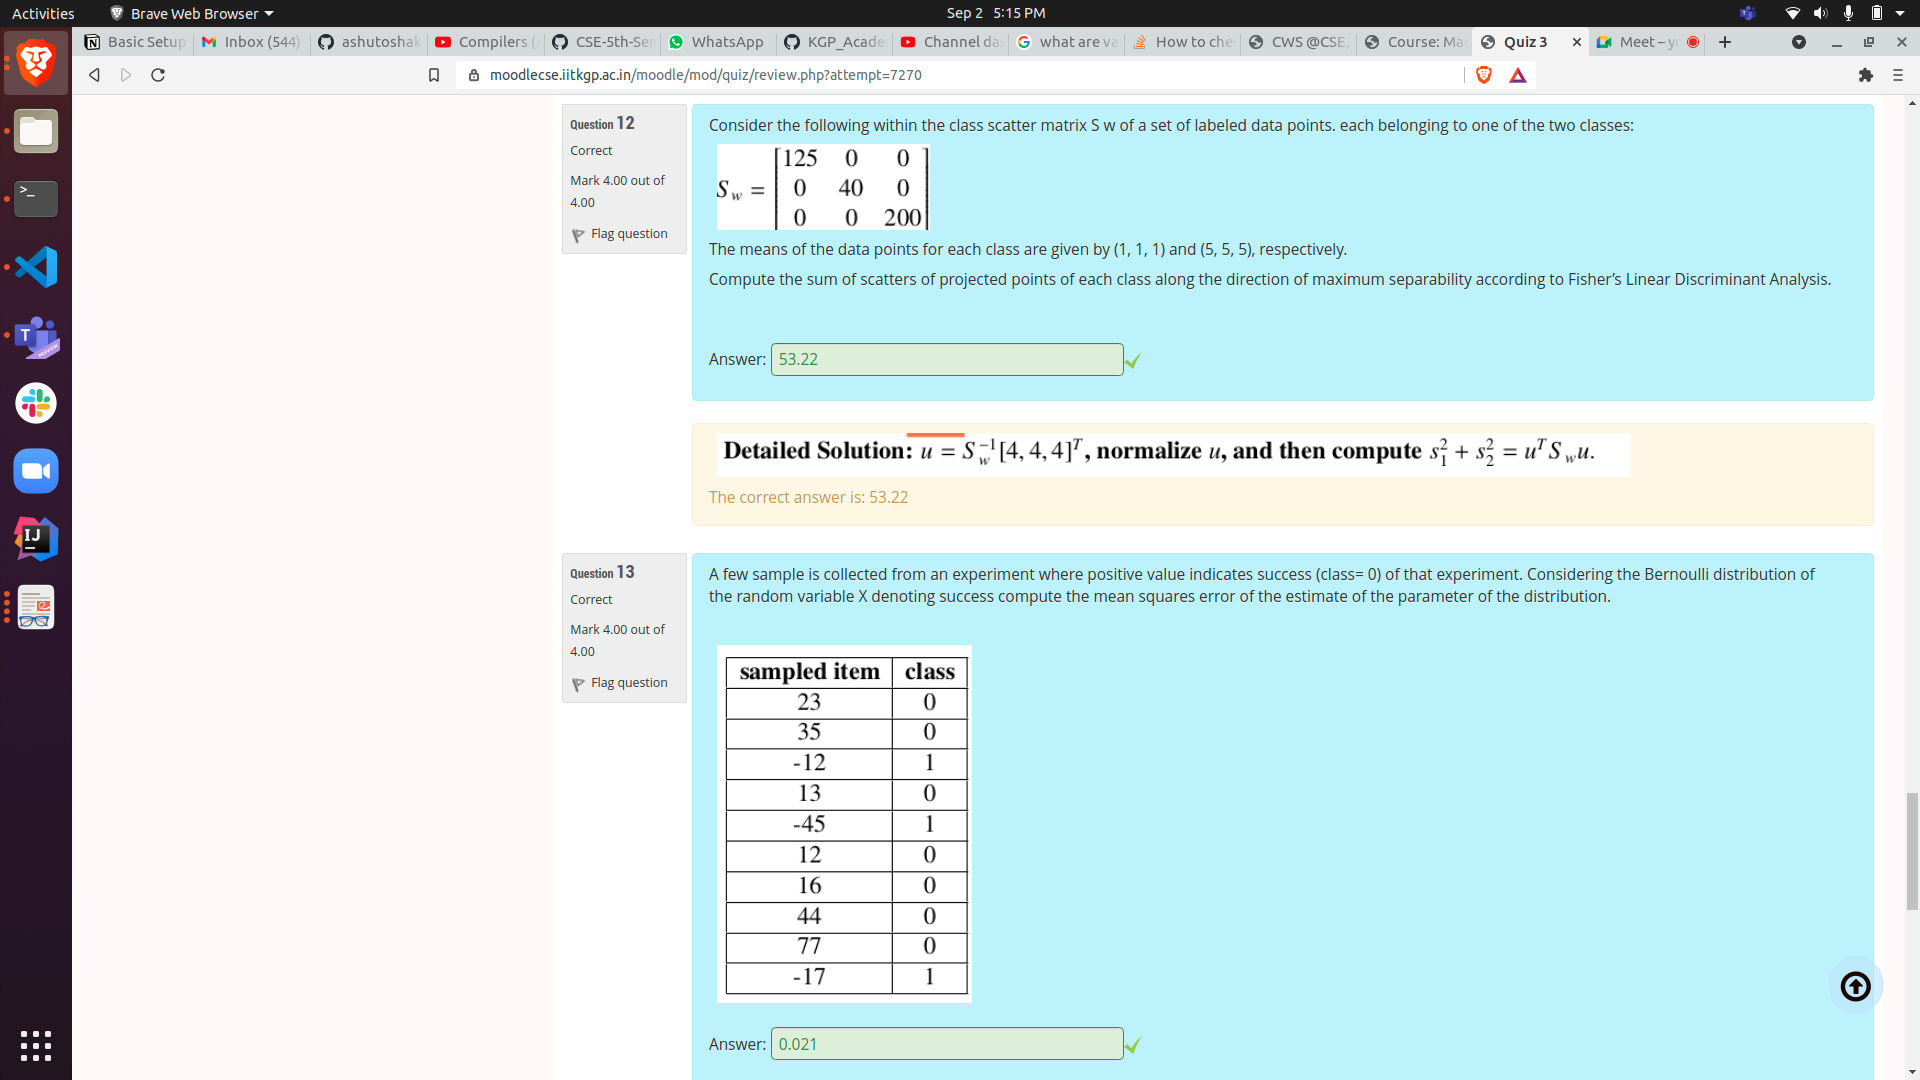 Activities
Brave Web Browser
Sep 2 5:15 PM
Basic Setup
Inbox (544)
ashutoshak
Compilers (
CSE-5th-Sem
WhatsApp
KGP_Acade
Channel da
what are va
How to che
CWS @CSE,
Course: Ma
Quiz 3
Meet – y
moodlecse.iitkgp.ac.in/moodle/mod/quiz/review.php?attempt=7270
Question 12
Correct
Mark 4.00 out of
4.00
Flag question
Consider the following within the class scatter matrix S w of a set of labeled data points. each belonging to one of the two classes:
S_w = [125 0 0
0 40 0
0 0 200]
The means of the data points for each class are given by (1, 1, 1) and (5, 5, 5), respectively.
Compute the sum of scatters of projected points of each class along the direction of maximum separability according to Fisher’s Linear Discriminant Analysis.
Answer: 53.22
Detailed Solution: u = S_w^{-1}[4, 4, 4]^T, normalize u, and then compute s_1^2 + s_2^2 = u^T S_w u.
The correct answer is: 53.22
Question 13
Correct
Mark 4.00 out of
4.00
Flag question
A few sample is collected from an experiment where positive value indicates success (class= 0) of that experiment. Considering the Bernoulli distribution of
the random variable X denoting success compute the mean squares error of the estimate of the parameter of the distribution.
sampled item class
23 0
35 0
-12 1
13 0
-45 1
12 0
16 0
44 0
77 0
-17 1
Answer: 0.021